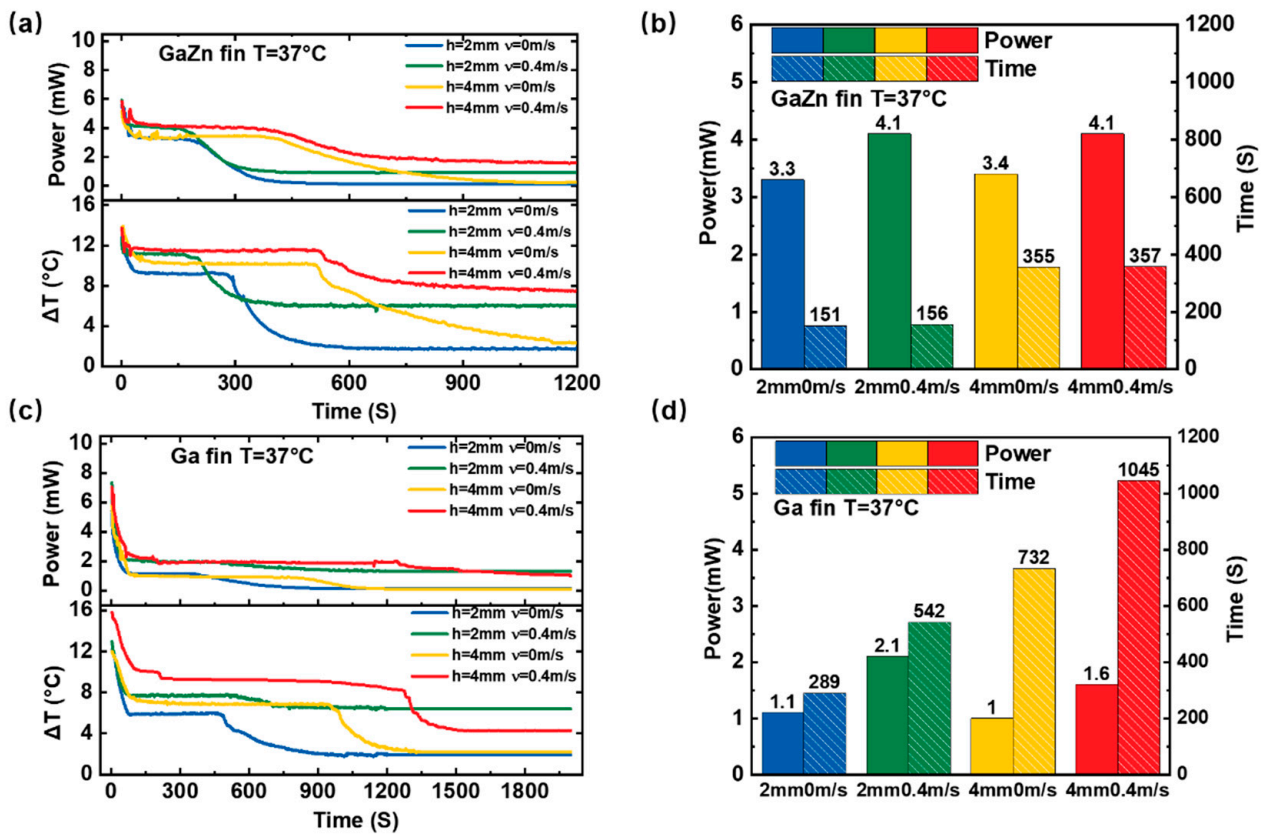 (a)
GaZn fin T=37°C
h=2mm ν=0m/s
h=2mm ν=0.4m/s
h=4mm ν=0m/s
h=4mm ν=0.4m/s
Power (mW)
10
8
6
4
2
0
h=2mm ν=0m/s
h=2mm ν=0.4m/s
h=4mm ν=0m/s
h=4mm ν=0.4m/s
ΔT (°C)
16
12
8
4
0
0 300 600 900 1200
Time (S)
(b)
Power
Time
GaZn fin T=37°C
Power(mW)
6
5
4
3
2
1
0
3.3 151 4.1 156 3.4 355 4.1 357
2mm0m/s 2mm0.4m/s 4mm0m/s 4mm0.4m/s
1200
1000
800
600
400
200
0
Time (S)
(c)
Ga fin T=37°C
h=2mm ν=0m/s
h=2mm ν=0.4m/s
h=4mm ν=0m/s
h=4mm ν=0.4m/s
Power (mW)
10
8
6
4
2
0
h=2mm ν=0m/s
h=2mm ν=0.4m/s
h=4mm ν=0m/s
h=4mm ν=0.4m/s
ΔT (°C)
16
12
8
4
0
0 300 600 900 1200 1500 1800
Time (S)
(d)
Power
Time
Ga fin T=37°C
Power(mW)
6
5
4
3
2
1
0
1.1 289 2.1 542 1 732 1.6 1045
2mm0m/s 2mm0.4m/s 4mm0m/s 4mm0.4m/s
1200
1000
800
600
400
200
0
Time (S)